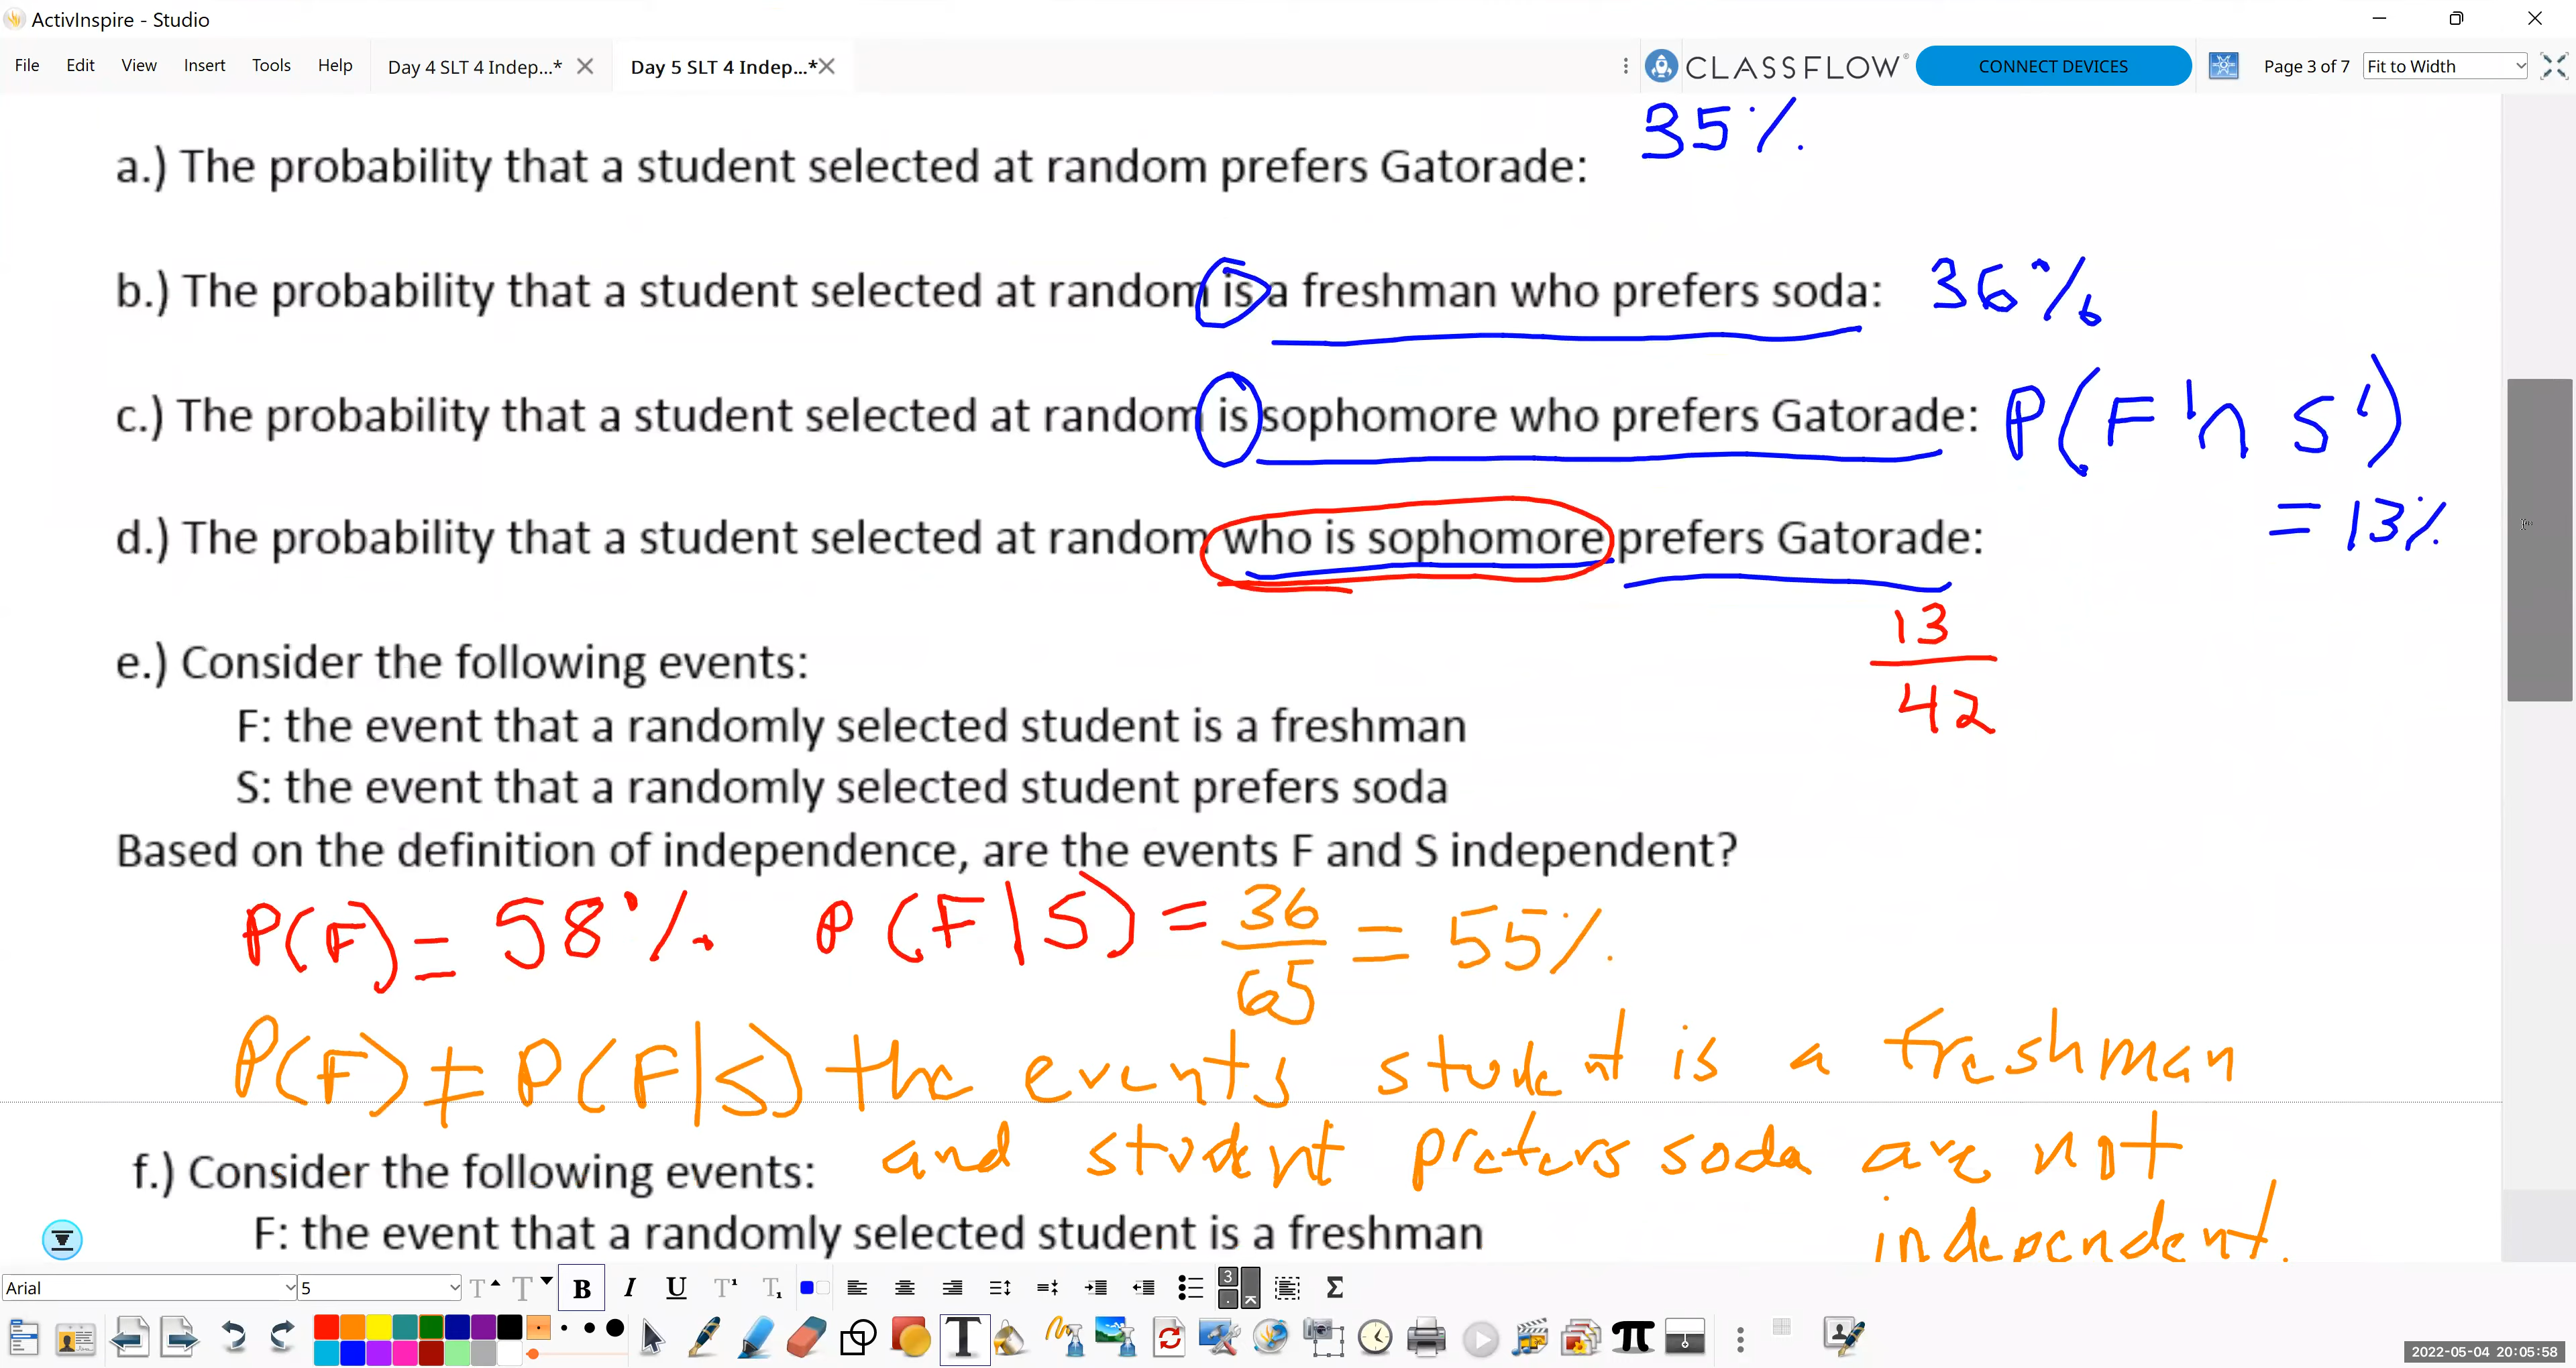 ActivInspire - Studio
File Edit View Insert Tools Help Day 4 SLT 4 Indep...* Day 5 SLT 4 Indep...* CLASSFLOW® CONNECT DEVICES Page 3 of 7 Fit to Width
35%
a.) The probability that a student selected at random prefers Gatorade:
b.) The probability that a student selected at random is a freshman who prefers soda: 36%
c.) The probability that a student selected at random is sophomore who prefers Gatorade: P(F' ∩ S')
= 13%
d.) The probability that a student selected at random who is sophomore prefers Gatorade:
13
42
e.) Consider the following events:
F: the event that a randomly selected student is a freshman
S: the event that a randomly selected student prefers soda
Based on the definition of independence, are the events F and S independent?
P(F) = 58% P(F|S) = 36/65 = 55%
P(F) ≠ P(F|S) the events student is a freshman
and student prefers soda are not
independent.
f.) Consider the following events:
F: the event that a randomly selected student is a freshman
Arial 5 B I U
2022-05-04 20:05:58